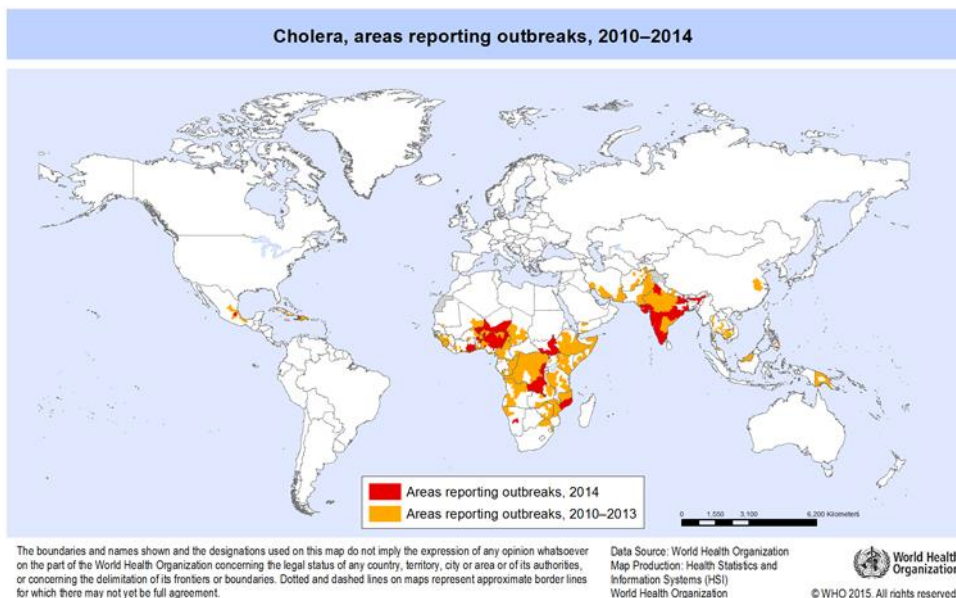 Cholera, areas reporting outbreaks, 2010–2014
Areas reporting outbreaks, 2014
Areas reporting outbreaks, 2010–2013
0 1,550 3,100 6,200 Kilometers
The boundaries and names shown and the designations used on this map do not imply the expression of any opinion whatsoever
on the part of the World Health Organization concerning the legal status of any country, territory, city or area or of its authorities,
or concerning the delimitation of its frontiers or boundaries. Dotted and dashed lines on maps represent approximate border lines
for which there may not yet be full agreement.
Data Source: World Health Organization
Map Production: Health Statistics and
Information Systems (HSI)
World Health Organization
World Health
Organization
© WHO 2015. All rights reserved